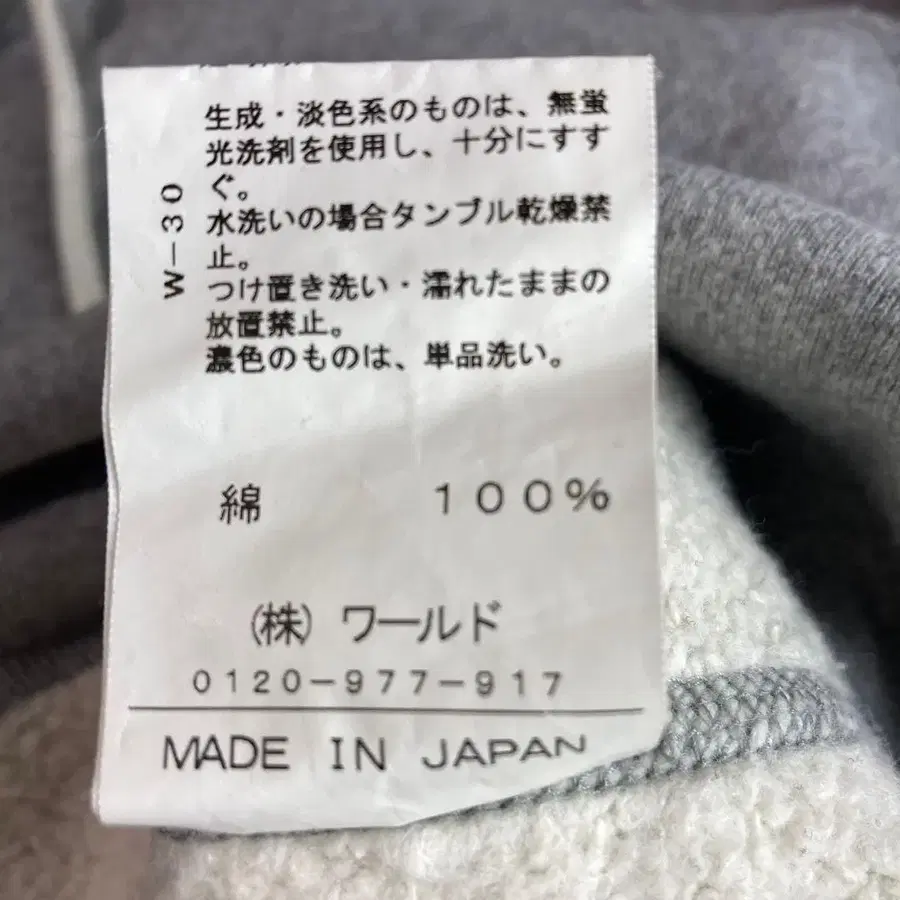 生成・淡色系のものは、無蛍
光洗剤を使用し、十分にすす
ぐ。
水洗いの場合タンブル乾燥禁
止。
つけ置き洗い・濡れたままの
放置禁止。
濃色のものは、単品洗い。
W-30
綿 100%
(株) ワールド
0120-977-917
MADE IN JAPAN